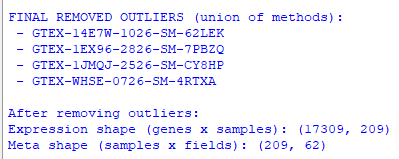 FINAL REMOVED OUTLIERS (union of methods):
- GTEX-14E7W-1026-SM-62LEK
- GTEX-1EX96-2826-SM-7PBZQ
- GTEX-1JMQJ-2526-SM-CY8HP
- GTEX-WHSE-0726-SM-4RTXA
After removing outliers:
Expression shape (genes x samples): (17309, 209)
Meta shape (samples x fields): (209, 62)